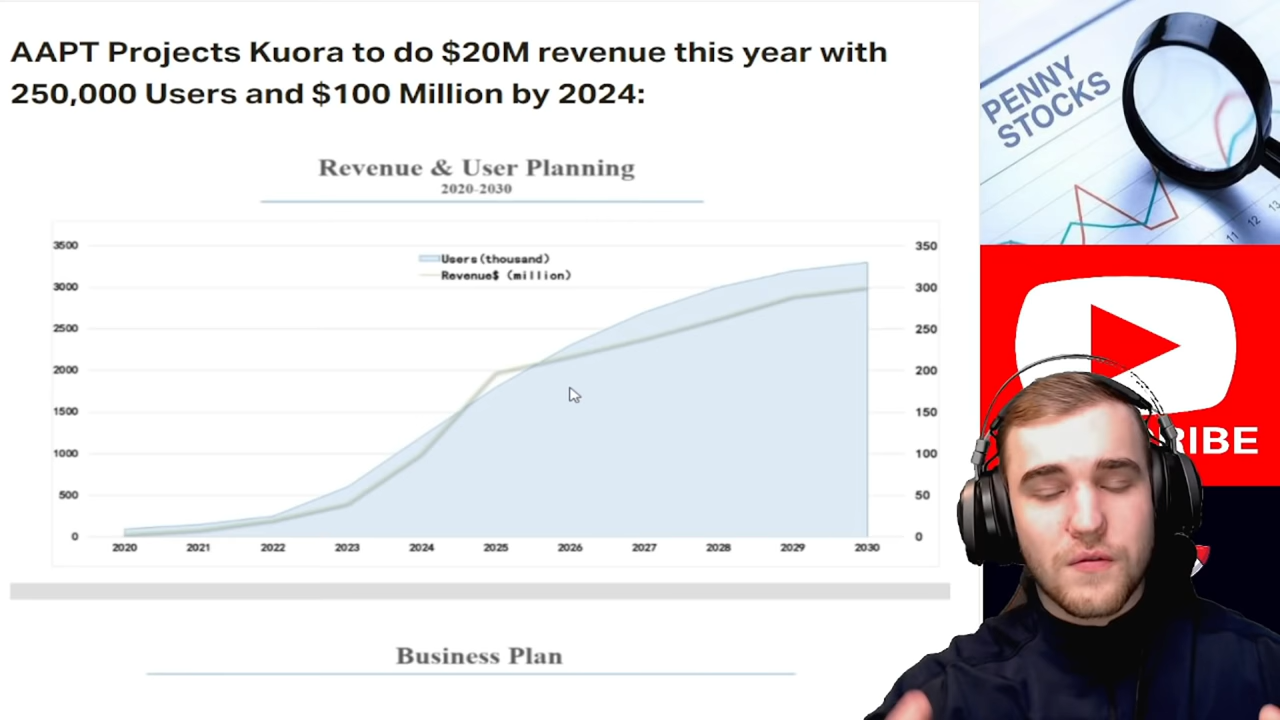 AAPT Projects Kuora to do $20M revenue this year with
250,000 Users and $100 Million by 2024:
Revenue & User Planning
2020-2030
Users(thousand)
Revenue$ (million)
3500
3000
2500
2000
1500
1000
500
0
350
300
250
200
150
100
50
0
2020 2021 2022 2023 2024 2025 2026 2027 2028 2029 2030
Business Plan
PENNY
STOCKS
11 12 13
RIBE